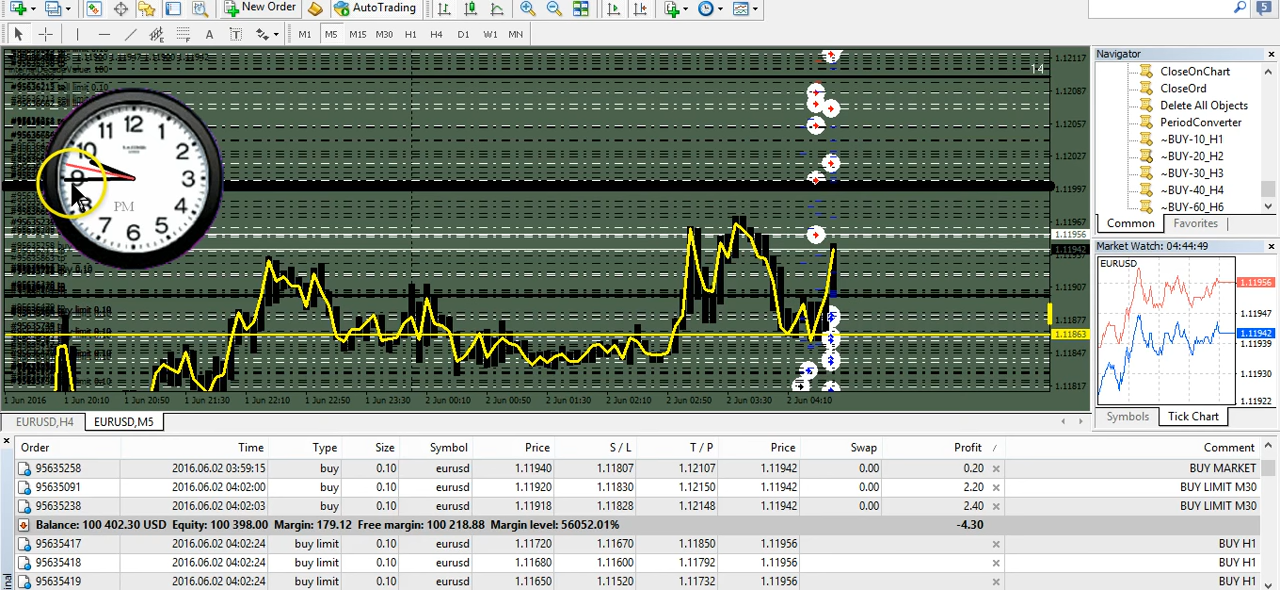 5
New Order AutoTrading
A T M1 M5 M15 M30 H1 H4 D1 W1 MN
14
12 1 2 3 4 5 6 7 9 10 11
PM
1.12117
1.12087
1.12057
1.12027
1.11997
1.11967
1.11956
1.11942
1.11907
1.11877
1.11863
1.11847
1.11817
1 Jun 2016 1 Jun 20:10 1 Jun 20:50 1 Jun 21:30 1 Jun 22:10 1 Jun 22:50 1 Jun 23:30 2 Jun 00:10 2 Jun 00:50 2 Jun 01:30 2 Jun 02:10 2 Jun 02:50 2 Jun 03:30 2 Jun 04:10
EURUSD,H4 EURUSD,M5
Navigator
CloseOnChart
CloseOrd
Delete All Objects
PeriodConverter
~BUY-10_H1
~BUY-20_H2
~BUY-30_H3
~BUY-40_H4
~BUY-60_H6
Common Favorites
Market Watch: 04:44:49
EURUSD
1.11956
1.11947
1.11942
1.11939
1.11930
1.11922
Symbols Tick Chart
Order Time Type Size Symbol Price S / L T / P Price Swap Profit / Comment
95635258 2016.06.02 03:59:15 buy 0.10 eurusd 1.11940 1.11807 1.12107 1.11942 0.00 0.20 BUY MARKET
95635091 2016.06.02 04:02:00 buy 0.10 eurusd 1.11920 1.11830 1.12150 1.11942 0.00 2.20 BUY LIMIT M30
95635238 2016.06.02 04:02:03 buy 0.10 eurusd 1.11918 1.11828 1.12148 1.11942 0.00 2.40 BUY LIMIT M30
Balance: 100 402.30 USD Equity: 100 398.00 Margin: 179.12 Free margin: 100 218.88 Margin level: 56052.01% -4.30
95635417 2016.06.02 04:02:24 buy limit 0.10 eurusd 1.11720 1.11670 1.11850 1.11956 BUY H1
95635418 2016.06.02 04:02:24 buy limit 0.10 eurusd 1.11680 1.11600 1.11792 1.11956 BUY H1
95635419 2016.06.02 04:02:24 buy limit 0.10 eurusd 1.11650 1.11520 1.11732 1.11956 BUY H1